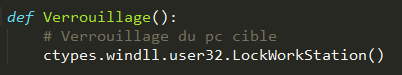 def Verrouillage():
    # Verrouillage du pc cible
    ctypes.windll.user32.LockWorkStation()